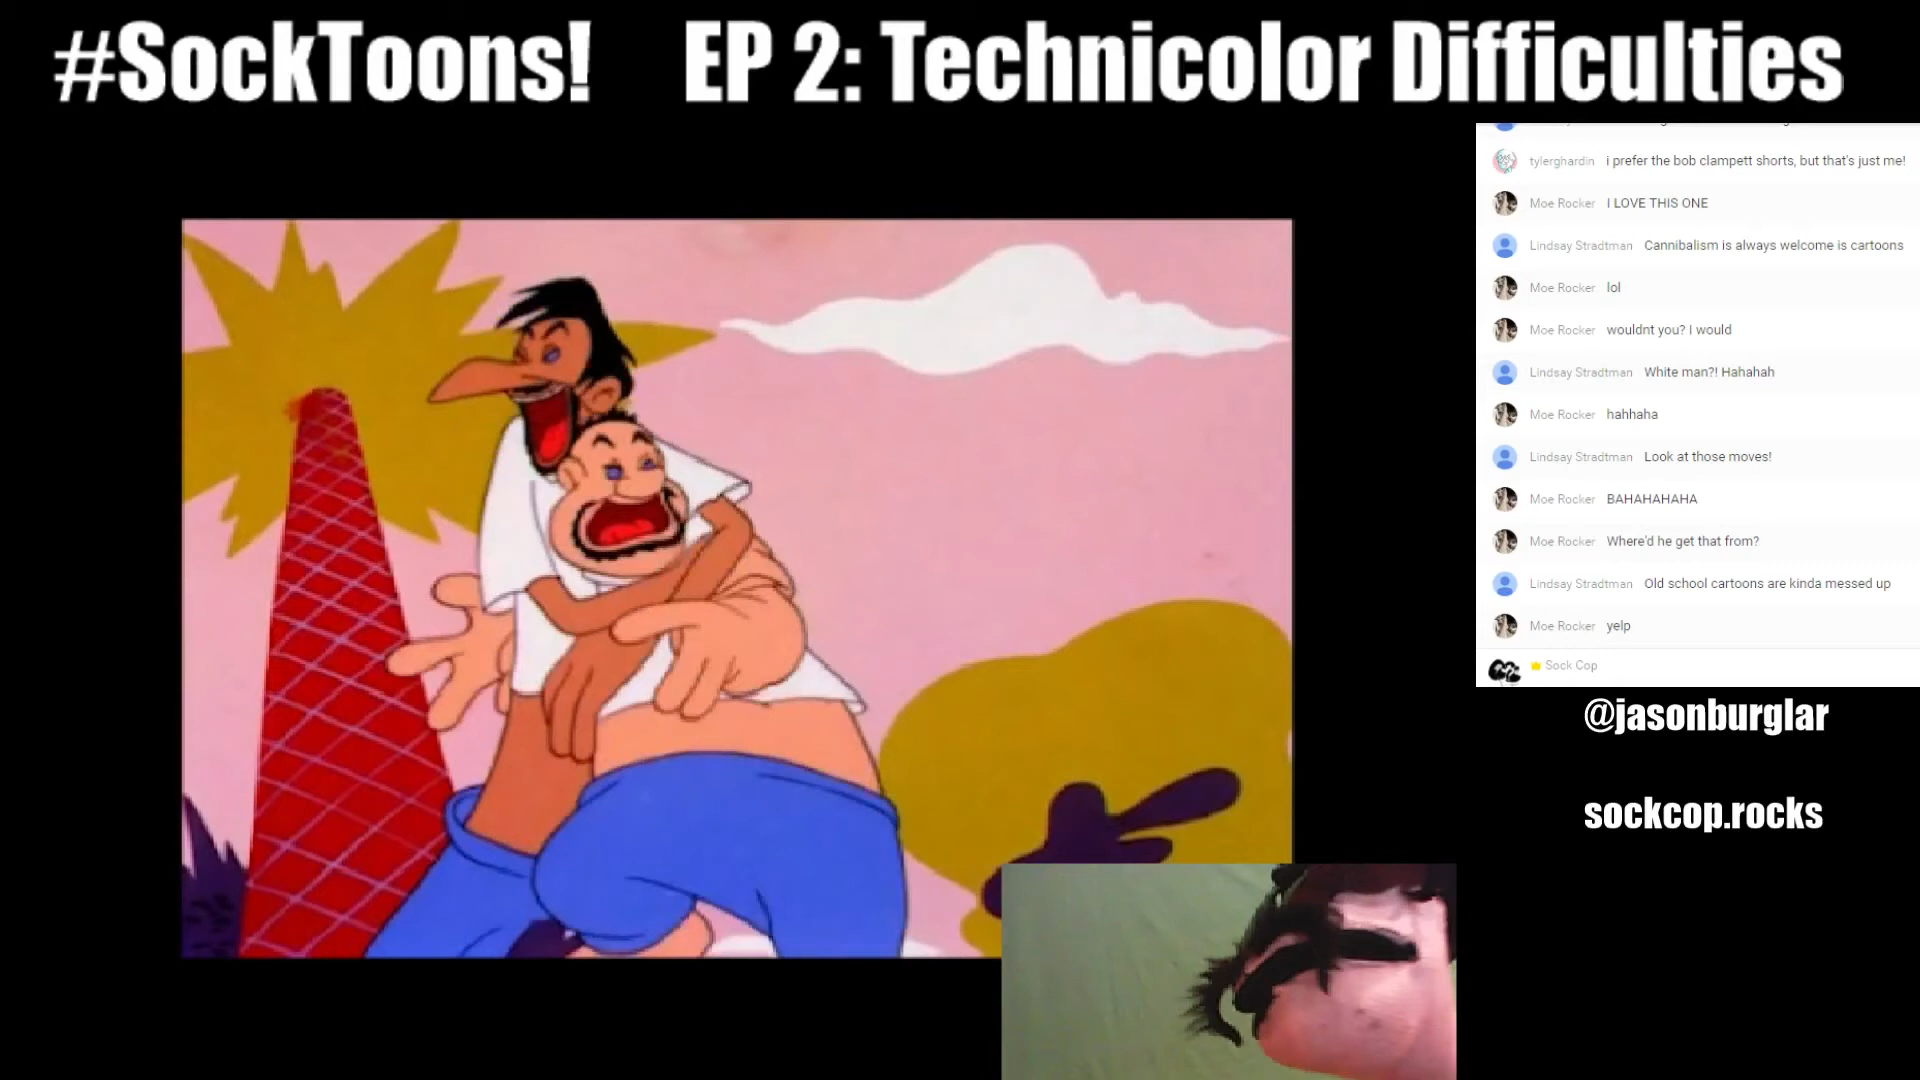 #SockToons! EP 2: Technicolor Difficulties
tylerghardin i prefer the bob clampett shorts, but that's just me!
Moe Rocker I LOVE THIS ONE
Lindsay Stradtman Cannibalism is always welcome is cartoons
Moe Rocker lol
Moe Rocker wouldnt you? I would
Lindsay Stradtman White man?! Hahahah
Moe Rocker hahhaha
Lindsay Stradtman Look at those moves!
Moe Rocker BAHAHAHAHA
Moe Rocker Where'd he get that from?
Lindsay Stradtman Old school cartoons are kinda messed up
Moe Rocker yelp
Sock Cop
@jasonburglar
sockcop.rocks